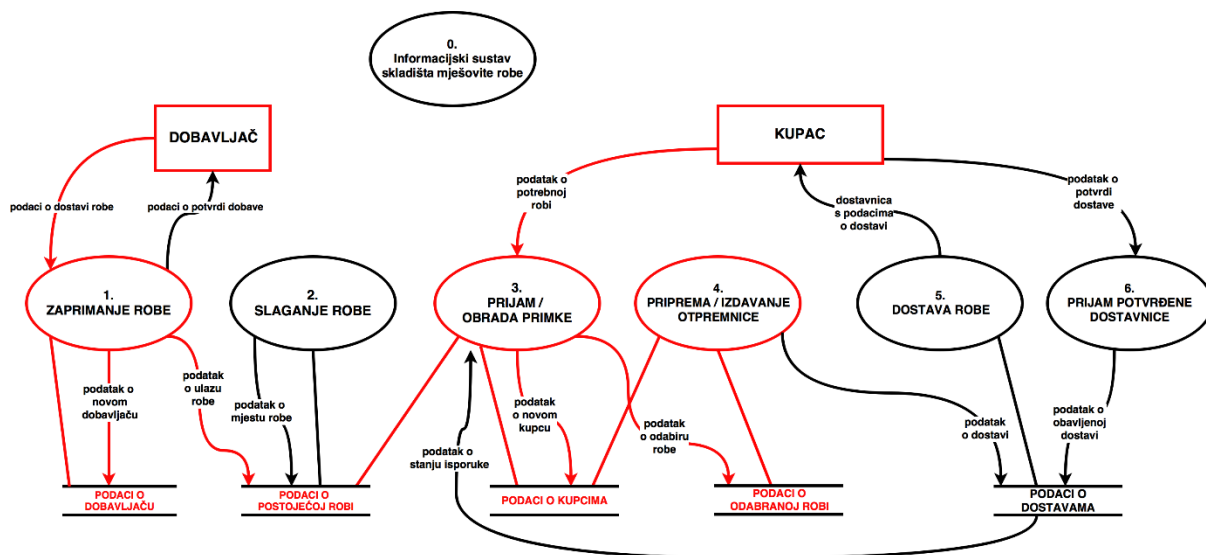 0.
Informacijski sustav
skladišta mješovite robe
DOBAVLJAČ
KUPAC
podaci o dostavi robe
podaci o potvrdi dobave
podatak o
potrebnoj
robi
dostavnica
s podacima
o dostavi
podatak o
potvrdi
dostave
1.
ZAPRIMANJE ROBE
2.
SLAGANJE ROBE
3.
PRIJAM /
OBRADA PRIMKE
4.
PRIPREMA / IZDAVANJE
OTPREMNICE
5.
DOSTAVA ROBE
6.
PRIJAM POTVRĐENE
DOSTAVNICE
podatak o
novom
dobavljaču
podatak
o ulazu
robe
podatak o
mjestu robe
podatak o
stanju isporuke
podatak
o novom
kupcu
podatak
o odabiru
robe
podatak
o dostavi
podatak o
obavljenoj
dostavi
PODACI O
DOBAVLJAČU
PODACI O
POSTOJEĆOJ ROBI
PODACI O KUPCIMA
PODACI O
ODABRANOJ ROBI
PODACI O
DOSTAVAMA